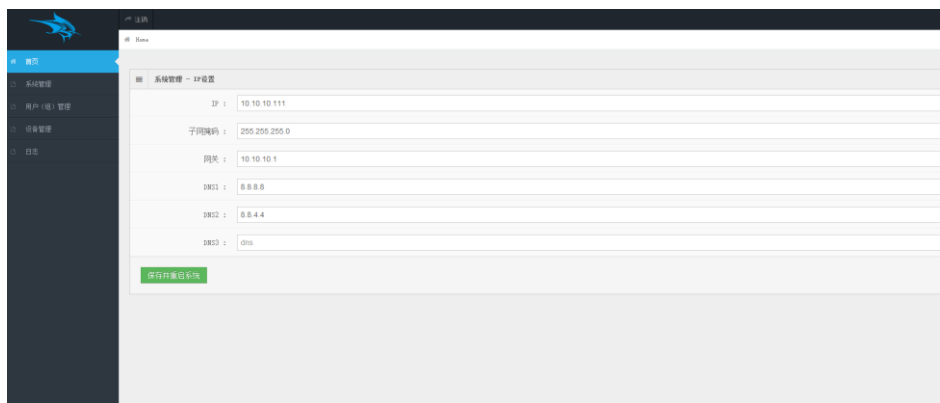 注销
Home
首页
系统管理
用户（组）管理
设备管理
日志
系统管理 - IP设置
IP : 10.10.10.111
子网掩码 : 255.255.255.0
网关 : 10.10.10.1
DNS1 : 8.8.8.8
DNS2 : 8.8.4.4
DNS3 : dns
保存并重启系统